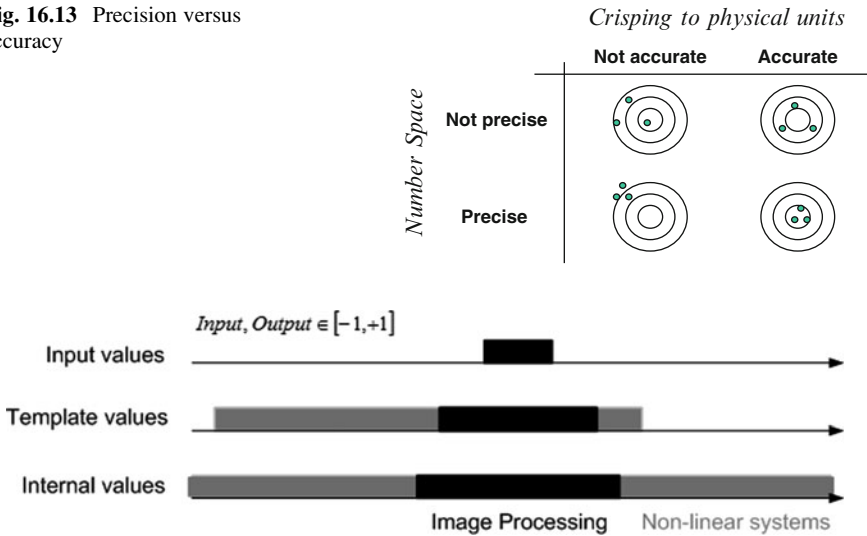 ig. 16.13 Precision versus
ccuracy
Crisping to physical units
Not accurate Accurate
Number Space
Not precise
Precise
Input, Output ∈ [−1,+1]
Input values
Template values
Internal values
Image Processing Non-linear systems